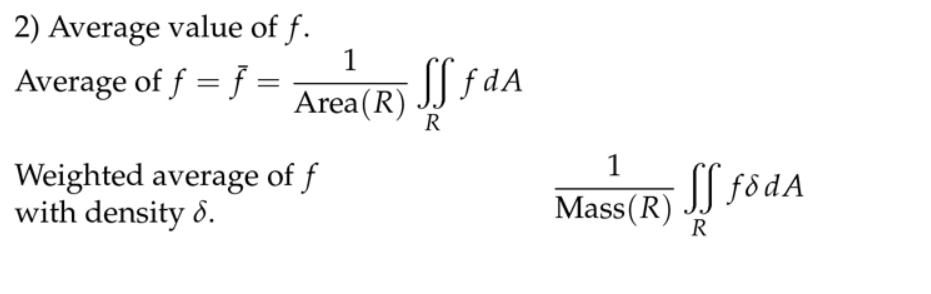 2) Average value of f.
Average of f = f̄ = 1/Area(R) ∬_R f dA
Weighted average of f 1/Mass(R) ∬_R fδ dA
with density δ.